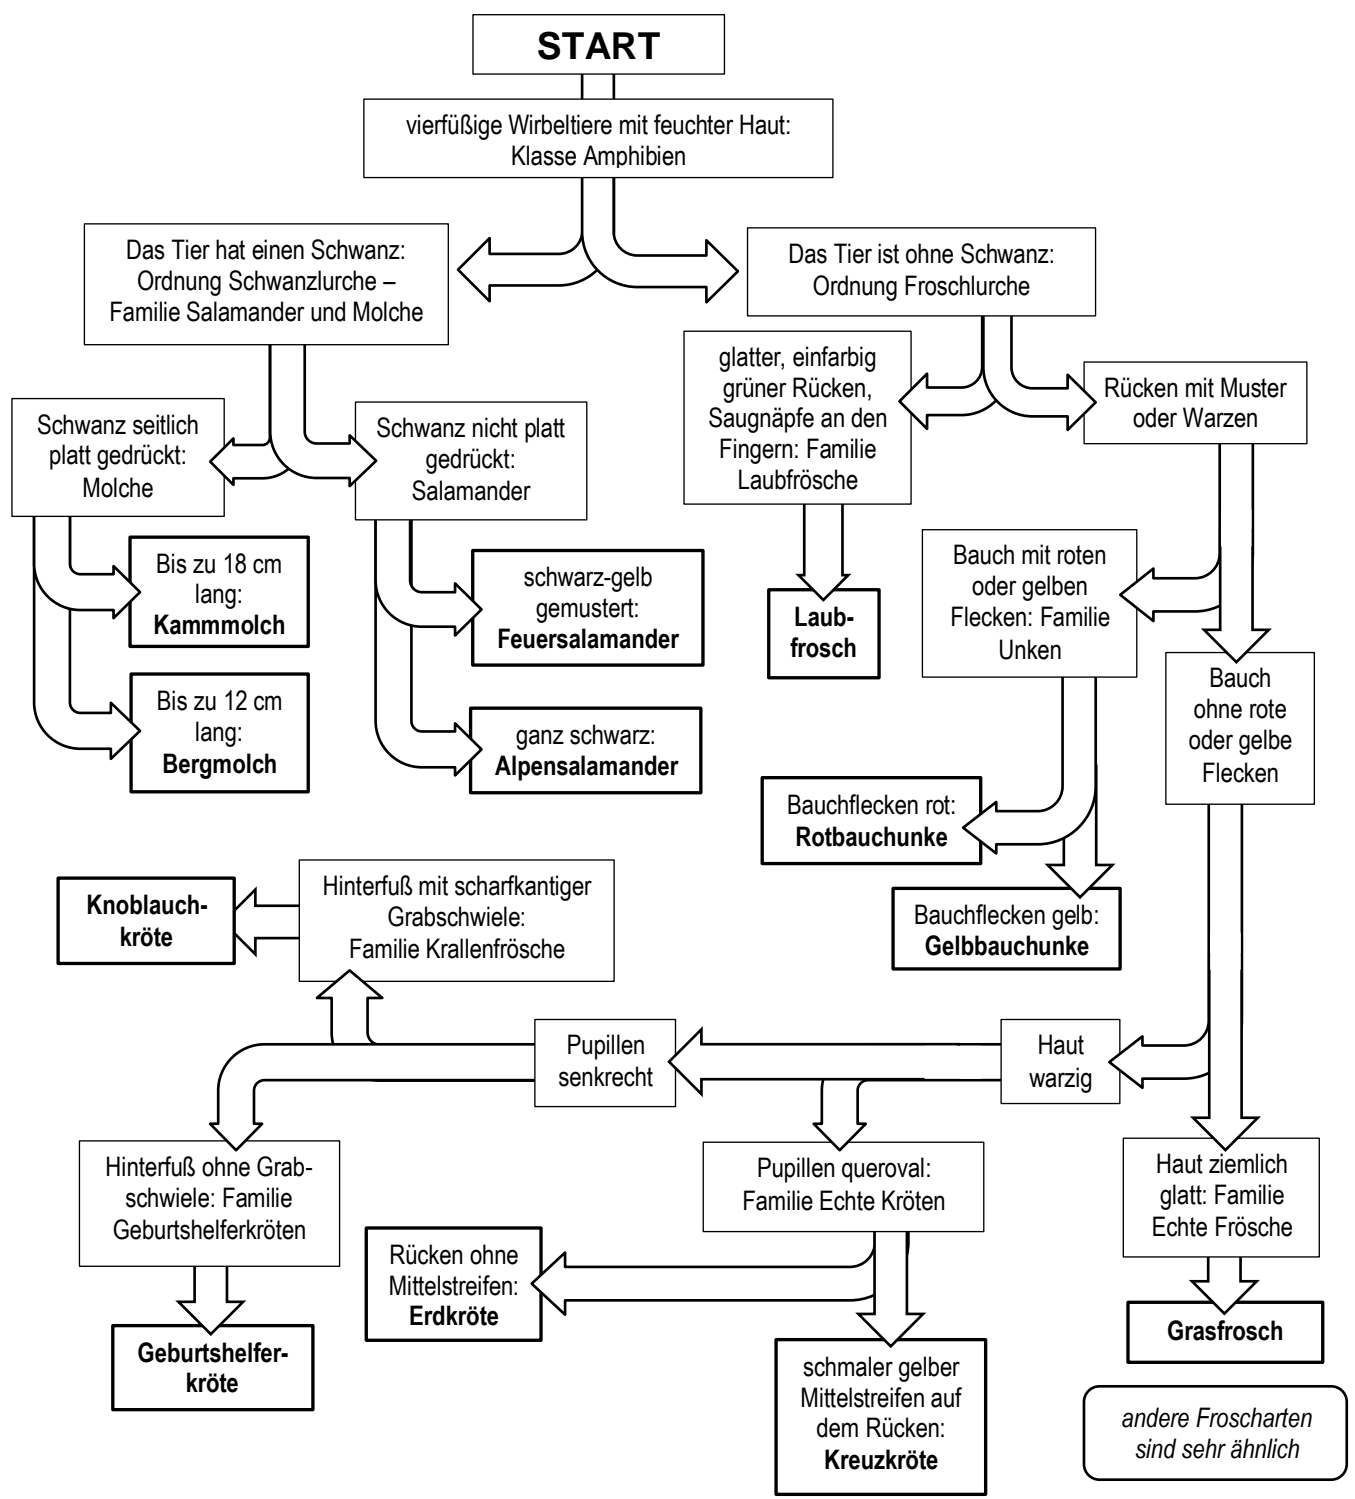 START
vierfüßige Wirbeltiere mit feuchter Haut:
Klasse Amphibien
Das Tier hat einen Schwanz:
Ordnung Schwanzlurche –
Familie Salamander und Molche
Das Tier ist ohne Schwanz:
Ordnung Froschlurche
glatter, einfarbig
grüner Rücken,
Saugnäpfe an den
Fingern: Familie
Laubfrösche
Rücken mit Muster
oder Warzen
Schwanz seitlich
platt gedrückt:
Molche
Schwanz nicht platt
gedrückt:
Salamander
Bis zu 18 cm
lang:
Kammmolch
schwarz-gelb
gemustert:
Feuersalamander
Laub-
frosch
Bauch mit roten
oder gelben
Flecken: Familie
Unken
Bauch
ohne rote
oder gelbe
Flecken
Bis zu 12 cm
lang:
Bergmolch
ganz schwarz:
Alpensalamander
Bauchflecken rot:
Rotbauchunke
Bauchflecken gelb:
Gelbbauchunke
Knoblauch-
kröte
Hinterfuß mit scharfkantiger
Grabschwiele:
Familie Krallenfrösche
Pupillen
senkrecht
Haut
warzig
Hinterfuß ohne Grab-
schwiele: Familie
Geburtshelferkröten
Pupillen queroval:
Familie Echte Kröten
Haut ziemlich
glatt: Familie
Echte Frösche
Rücken ohne
Mittelstreifen:
Erdkröte
Geburtshelfer-
kröte
schmaler gelber
Mittelstreifen auf
dem Rücken:
Kreuzkröte
Grasfrosch
andere Froscharten
sind sehr ähnlich